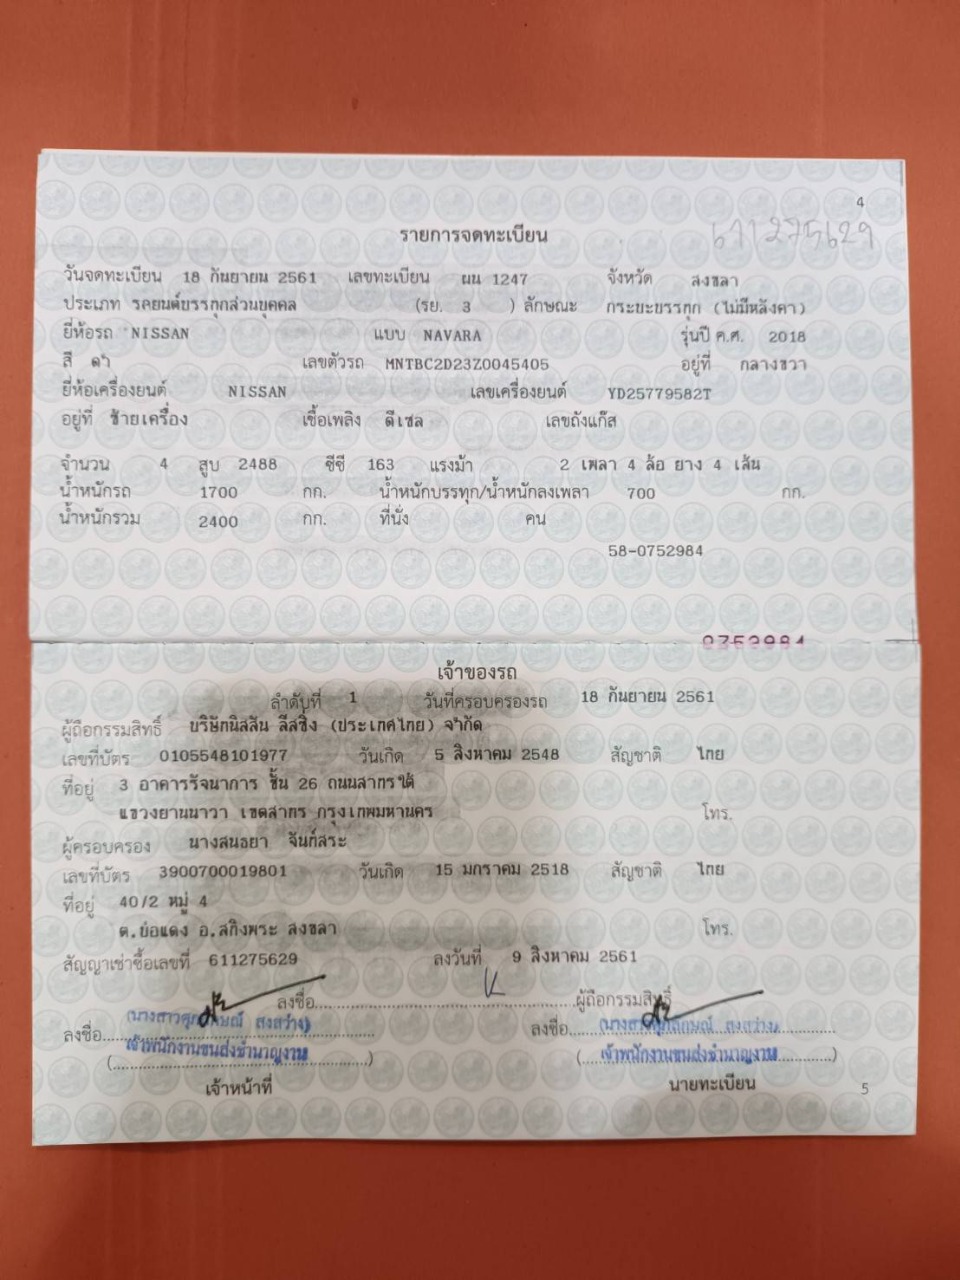 4
611275629
รายการจดทะเบียน
วันจดทะเบียน 18 กันยายน 2561 เลขทะเบียน ผน 1247 จังหวัด สงขลา
ประเภท รถยนต์บรรทุกส่วนบุคคล (รย. 3 ) ลักษณะ กระบะบรรทุก (ไม่มีหลังคา)
ยี่ห้อรถ NISSAN แบบ NAVARA รุ่นปี ค.ศ. 2018
สี ดำ เลขตัวรถ MNTBC2D23Z0045405 อยู่ที่ กลางขวา
ยี่ห้อเครื่องยนต์ NISSAN เลขเครื่องยนต์ YD25779582T
อยู่ที่ ซ้ายเครื่อง เชื้อเพลิง ดีเซล เลขถังแก๊ส
จำนวน 4 สูบ 2488 ซีซี 163 แรงม้า 2 เพลา 4 ล้อ ยาง 4 เส้น
น้ำหนักรถ 1700 กก. น้ำหนักบรรทุก/น้ำหนักลงเพลา 700 กก.
น้ำหนักรวม 2400 กก. ที่นั่ง คน
58-0752984
0752984
เจ้าของรถ
ลำดับที่ 1 วันที่ครอบครองรถ 18 กันยายน 2561
ผู้ถือกรรมสิทธิ์ บริษัทนิสสัน ลีสซิ่ง (ประเทศไทย) จำกัด
เลขที่บัตร 0105548101977 วันเกิด 5 สิงหาคม 2548 สัญชาติ ไทย
ที่อยู่ 3 อาคารรัจนาการ ชั้น 26 ถนนสาทรใต้
แขวงยานนาวา เขตสาทร กรุงเทพมหานคร โทร.
ผู้ครอบครอง นางสนธยา จันท์สระ
เลขที่บัตร 3900700019801 วันเกิด 15 มกราคม 2518 สัญชาติ ไทย
ที่อยู่ 40/2 หมู่ 4
ต.บ่อแดง อ.สทิงพระ สงขลา โทร.
สัญญาเช่าซื้อเลขที่ 611275629 ลงวันที่ 9 สิงหาคม 2561
ลงชื่อ ผู้ถือกรรมสิทธิ์
ลงชื่อ (นางสาวศุภ สงสว่าง) ลงชื่อ (นางสาว สงสว่าง)
(เจ้าพนักงานขนส่งชำนาญงาน) (เจ้าพนักงานขนส่งชำนาญงาน)
เจ้าหน้าที่ นายทะเบียน
5